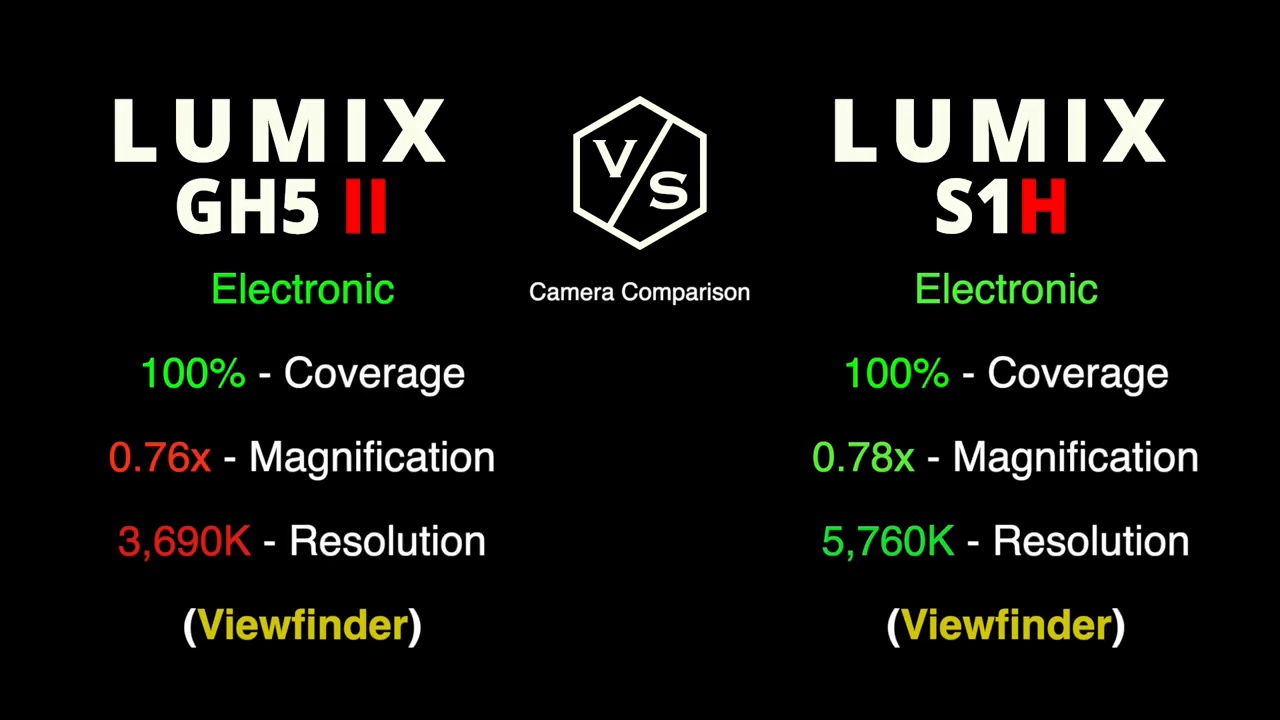 LUMIX
GH5 II
Electronic
100% - Coverage
0.76x - Magnification
3,690K - Resolution
(Viewfinder)
V/S
Camera Comparison
LUMIX
S1H
Electronic
100% - Coverage
0.78x - Magnification
5,760K - Resolution
(Viewfinder)